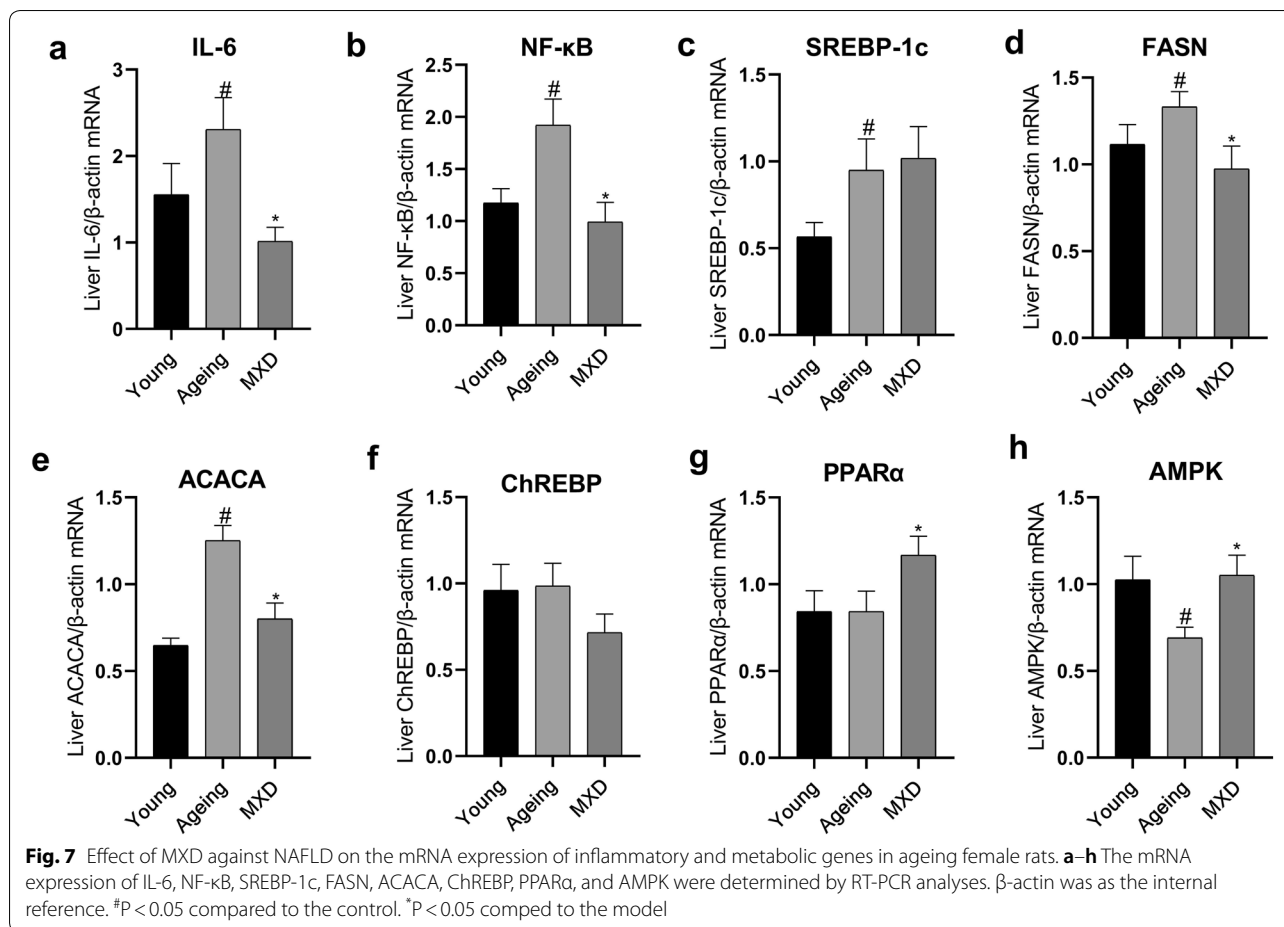 a
IL-6
Liver IL-6/β-actin mRNA
3
2
1
0
#
*
Young
Ageing
MXD
b
NF-κB
Liver NF-κB/β-actin mRNA
2.5
2.0
1.5
1.0
0.5
0.0
#
*
Young
Ageing
MXD
c
SREBP-1c
Liver SREBP-1c/β-actin mRNA
1.5
1.0
0.5
0.0
#
Young
Ageing
MXD
d
FASN
Liver FASN/β-actin mRNA
1.5
1.0
0.5
0.0
#
*
Young
Ageing
MXD
e
ACACA
Liver ACACA/β-actin mRNA
1.5
1.0
0.5
0.0
#
*
Young
Ageing
MXD
f
ChREBP
Liver ChREBP/β-actin mRNA
1.5
1.0
0.5
0.0
Young
Ageing
MXD
g
PPARα
Liver PPARα/β-actin mRNA
1.5
1.0
0.5
0.0
*
Young
Ageing
MXD
h
AMPK
Liver AMPK/β-actin mRNA
1.5
1.0
0.5
0.0
#
*
Young
Ageing
MXD
Fig. 7 Effect of MXD against NAFLD on the mRNA expression of inflammatory and metabolic genes in ageing female rats. a–h The mRNA
expression of IL-6, NF-κB, SREBP-1c, FASN, ACACA, ChREBP, PPARα, and AMPK were determined by RT-PCR analyses. β-actin was as the internal
reference. #P < 0.05 compared to the control. *P < 0.05 comped to the model